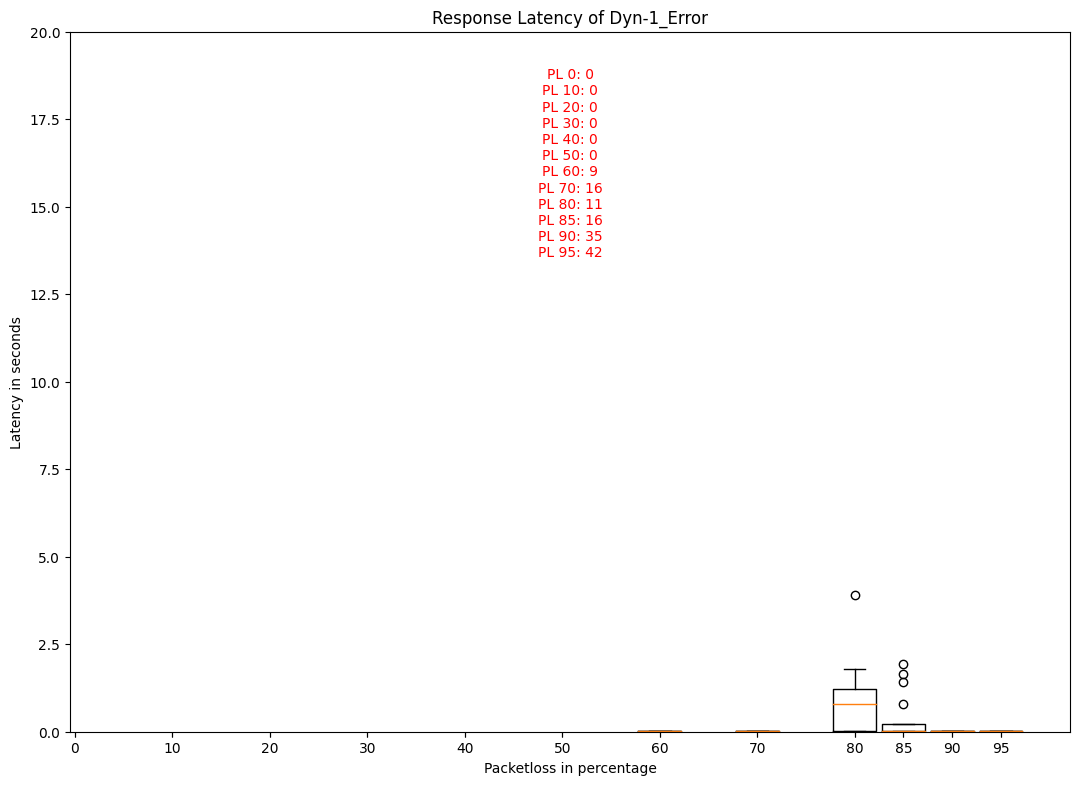 Response Latency of Dyn-1_Error
20.0
17.5
15.0
12.5
10.0
7.5
5.0
2.5
0.0
Latency in seconds
PL 0: 0
PL 10: 0
PL 20: 0
PL 30: 0
PL 40: 0
PL 50: 0
PL 60: 9
PL 70: 16
PL 80: 11
PL 85: 16
PL 90: 35
PL 95: 42
0 10 20 30 40 50 60 70 80 85 90 95
Packetloss in percentage